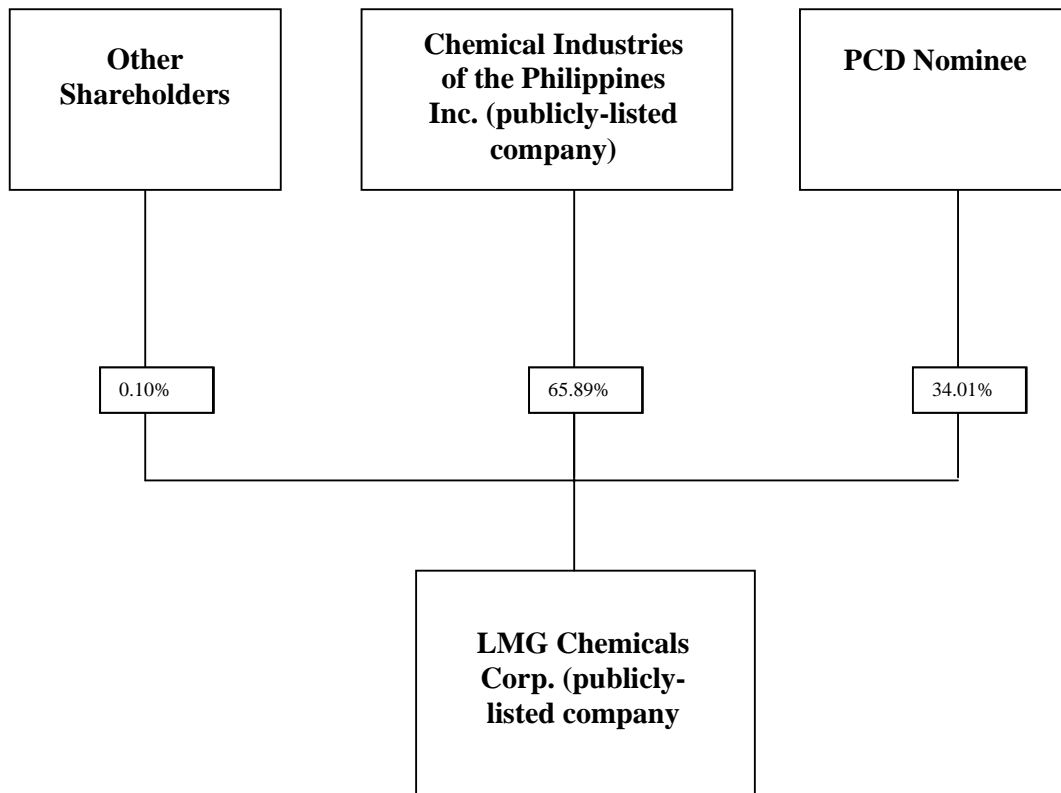 Other
Shareholders
Chemical Industries
of the Philippines
Inc. (publicly-listed
company)
PCD Nominee
0.10%
65.89%
34.01%
LMG Chemicals
Corp. (publicly-
listed company